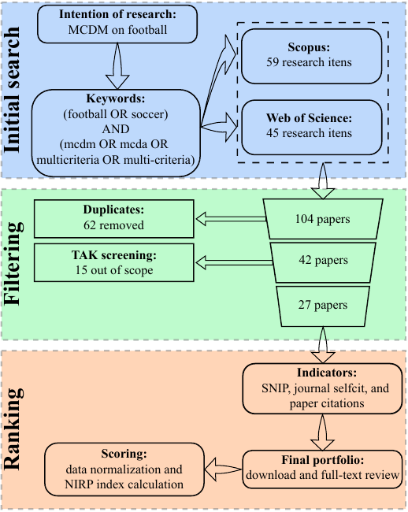 Initial search
Intention of research:
MCDM on football
Keywords:
(football OR soccer)
AND
(mcdm OR mcda OR
multicriteria OR multi-criteria)
Scopus:
59 research itens
Web of Science:
45 research itens
Filtering
Duplicates:
62 removed
TAK screening:
15 out of scope
104 papers
42 papers
27 papers
Ranking
Indicators:
SNIP, journal selfcit, and
paper citations
Final portfolio:
download and full-text review
Scoring:
data normalization and
NIRP index calculation